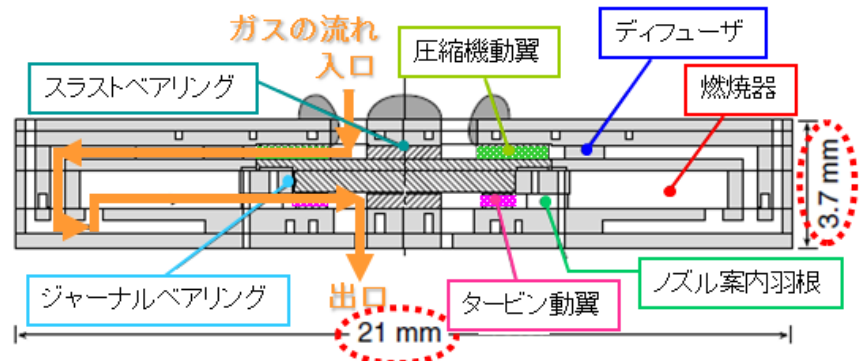 ガスの流れ
入口
圧縮機動翼
ディフューザ
スラストベアリング
燃焼器
3.7 mm
ジャーナルベアリング
出口
タービン動翼
ノズル案内羽根
21 mm